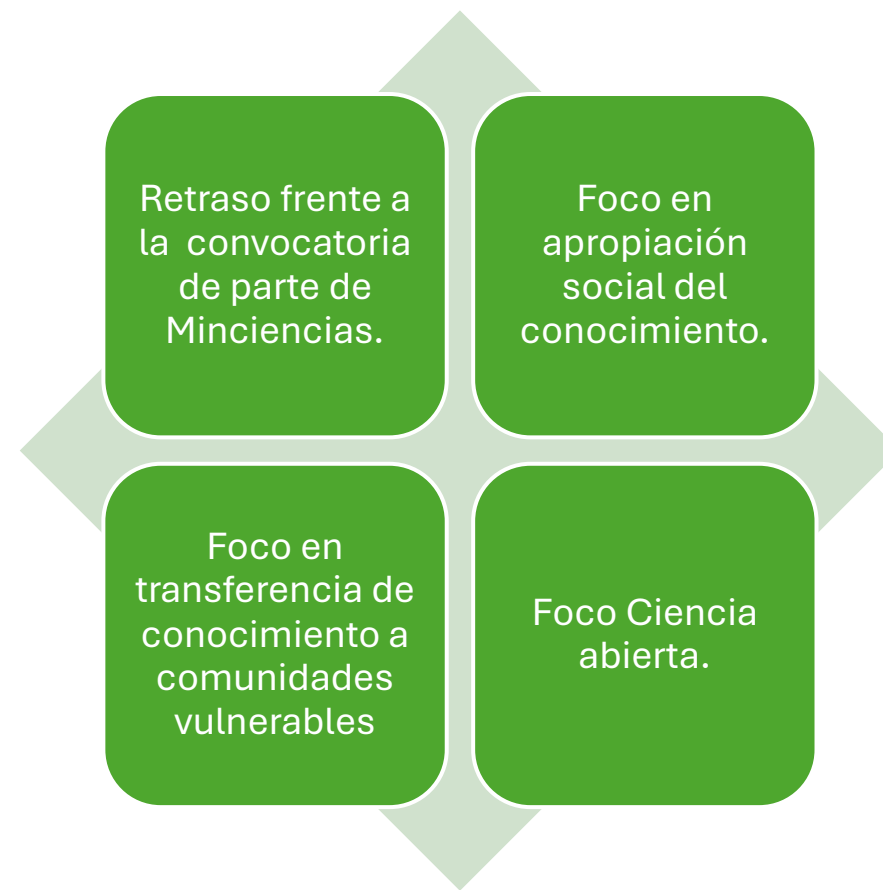 Retraso frente a
la  convocatoria
de parte de
Minciencias.
Foco en
apropiación
social del
conocimiento.
Foco en
transferencia de
conocimiento a
comunidades
vulnerables
Foco Ciencia
abierta.